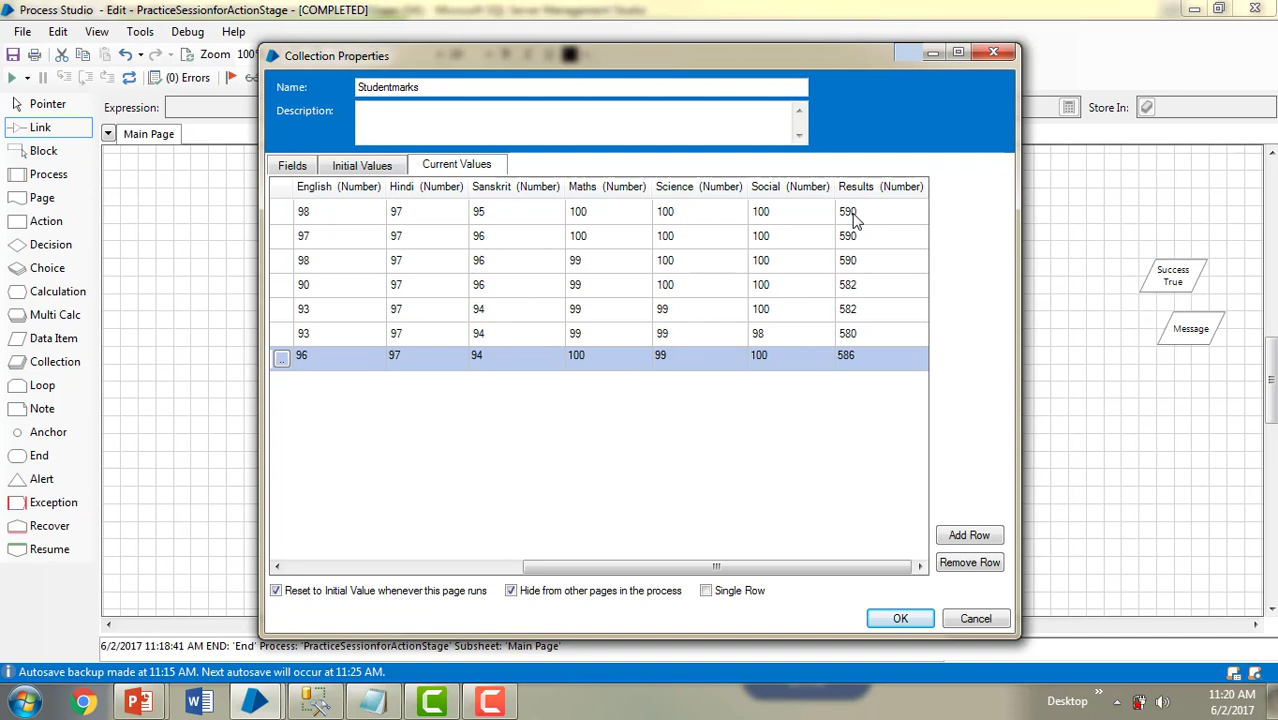 Process Studio - Edit - PracticeSessionforActionStage - [COMPLETED]
File Edit View Tools Debug Help
Zoom 100%
(0) Errors
Expression:
Store In:
Pointer
Link
Block
Process
Page
Action
Decision
Choice
Calculation
Multi Calc
Data Item
Collection
Loop
Note
Anchor
End
Alert
Exception
Recover
Resume
Main Page
Success
True
Message
Collection Properties
Name: Studentmarks
Description:
Fields Initial Values Current Values
English (Number) Hindi (Number) Sanskrit (Number) Maths (Number) Science (Number) Social (Number) Results (Number)
98 97 95 100 100 100 590
97 97 96 100 100 100 590
98 97 96 99 100 100 590
90 97 96 99 100 100 582
93 97 94 99 99 100 582
93 97 94 99 99 98 580
.. 96 97 94 100 99 100 586
Add Row
Remove Row
Reset to Initial Value whenever this page runs Hide from other pages in the process Single Row
OK Cancel
6/2/2017 11:18:41 AM END: 'End' Process: 'PracticeSessionforActionStage' Subsheet: 'Main Page'
Autosave backup made at 11:15 AM. Next autosave will occur at 11:25 AM.
Desktop
11:20 AM
6/2/2017